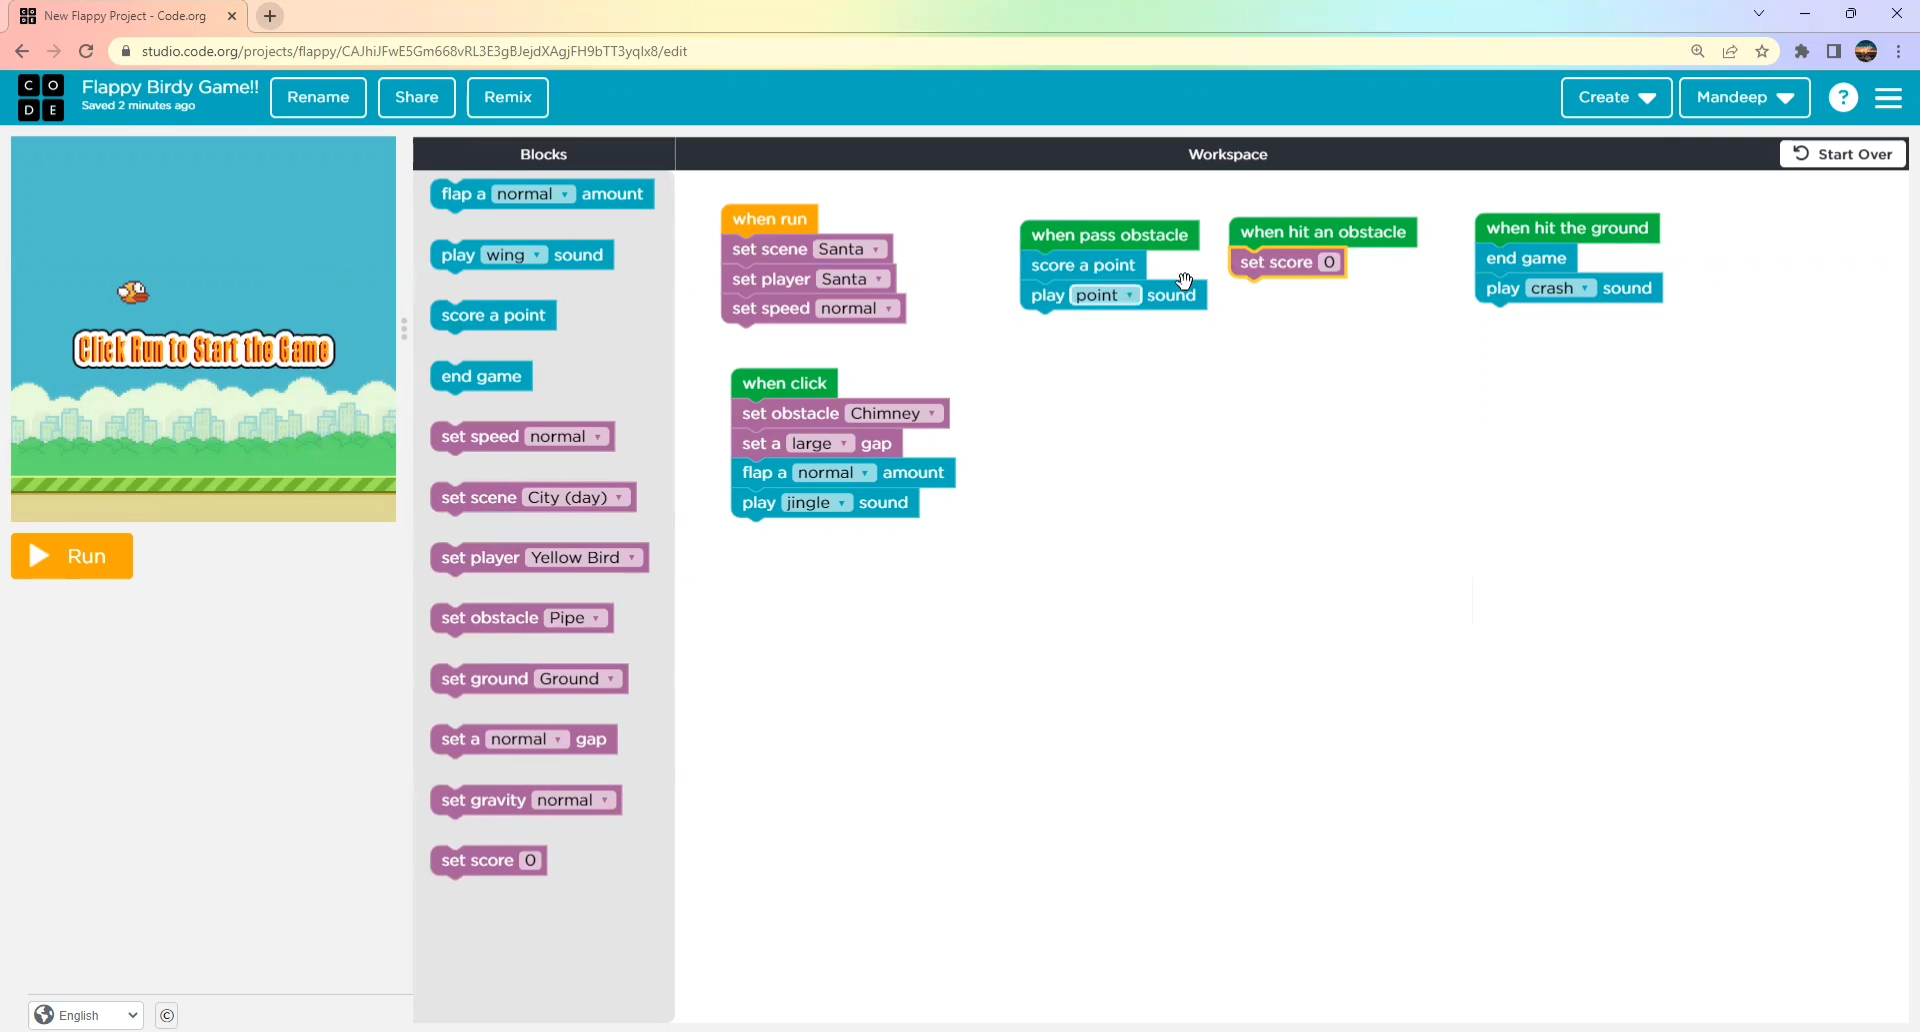 New Flappy Project - Code.org
studio.code.org/projects/flappy/CAJhiJFwE5Gm668vRL3E3gBJejdXAgjFH9bTT3yqlx8/edit
C O D E
Flappy Birdy Game!!
Saved 2 minutes ago
Rename
Share
Remix
Create
Mandeep
?
Blocks
Workspace
Start Over
Click Run to Start the Game
Run
flap a normal amount
play wing sound
score a point
end game
set speed normal
set scene City (day)
set player Yellow Bird
set obstacle Pipe
set ground Ground
set a normal gap
set gravity normal
set score 0
when run
set scene Santa
set player Santa
set speed normal
when click
set obstacle Chimney
set a large gap
flap a normal amount
play jingle sound
when pass obstacle
score a point
play point sound
when hit an obstacle
set score 0
when hit the ground
end game
play crash sound
English
©